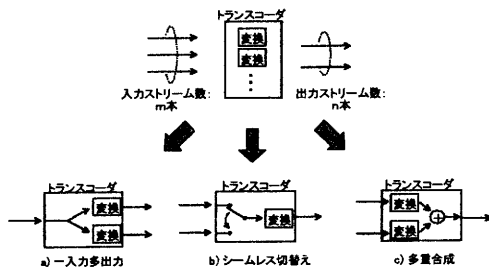 トランスコーダ
変換
変換
入力ストリーム数：
m本
出力ストリーム数：
n本
トランスコーダ
変換
変換
a) 一入力多出力
トランスコーダ
変換
b) シームレス切替え
トランスコーダ
変換
変換
c) 多重合成